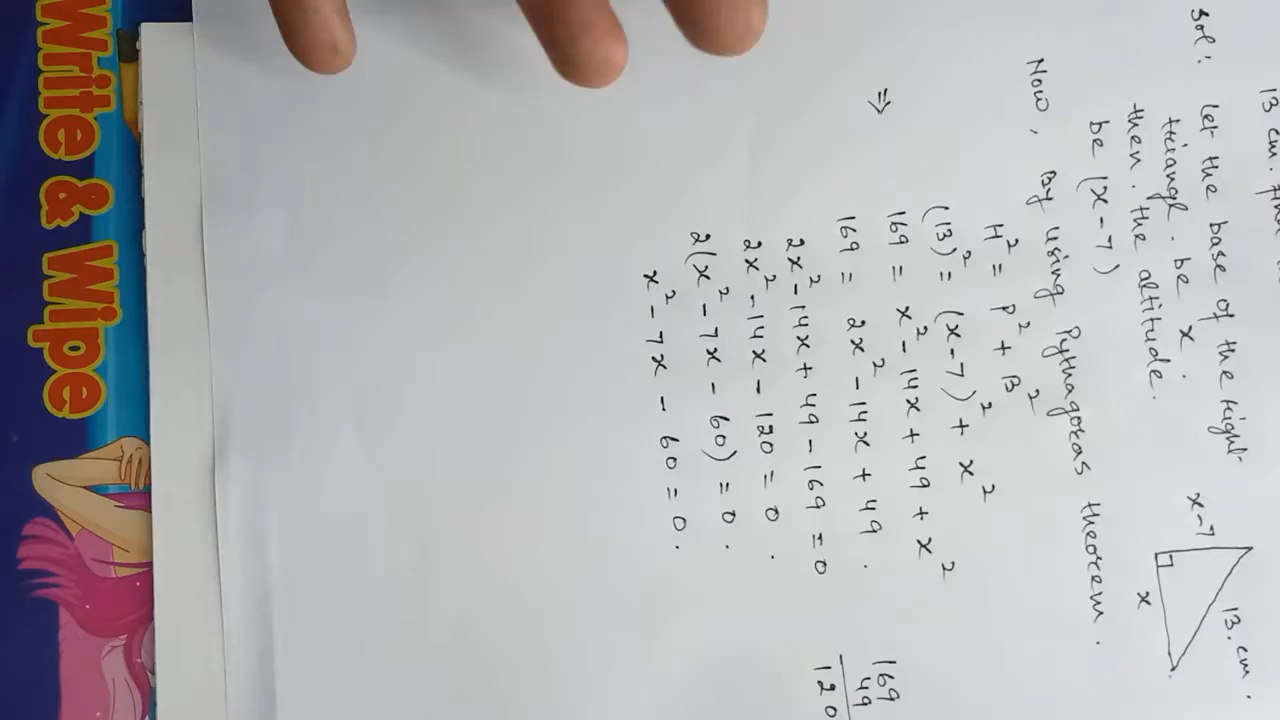 13 cm.
Sol: Let the base of the right
triangl. be x.
then. the altitude.
be (x-7)
x-7
13.cm.
x
Now, By using Pythagoreas theorem.
H² = P² + B²
(13)² = (x-7)² + x²
⇒ 169 = x² - 14x + 49 + x²
169 = 2x² - 14x + 49.
2x² - 14x + 49 - 169 = 0
2x² - 14x - 120 = 0.
2(x² - 7x - 60) = 0.
x² - 7x - 60 = 0.
169
49
120
Write & Wipe